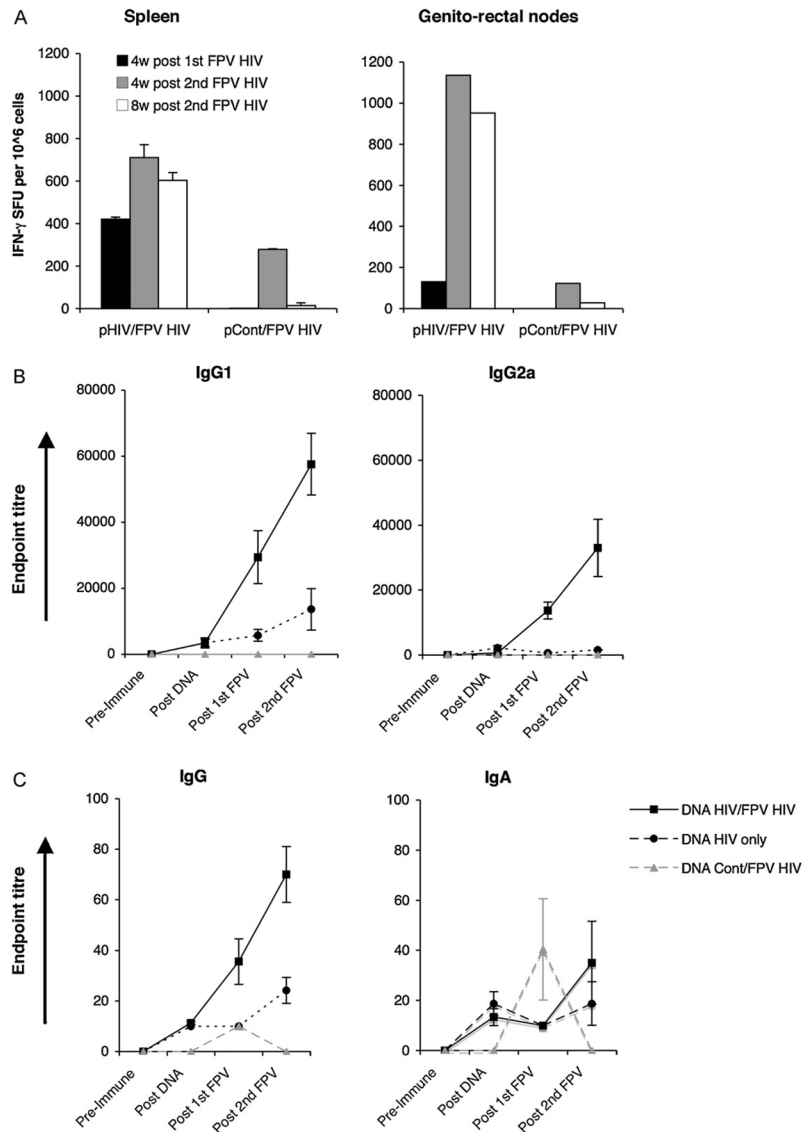 A
Spleen
Genito-rectal nodes
4w post 1st FPV HIV
4w post 2nd FPV HIV
8w post 2nd FPV HIV
IFN-γ SFU per 10^6 cells
1200
1000
800
600
400
200
0
pHIV/FPV HIV
pCont/FPV HIV
1200
1000
800
600
400
200
0
pHIV/FPV HIV
pCont/FPV HIV
B
IgG1
IgG2a
Endpoint titre
80000
60000
40000
20000
0
Pre-Immune
Post DNA
Post 1st FPV
Post 2nd FPV
80000
60000
40000
20000
0
Pre-Immune
Post DNA
Post 1st FPV
Post 2nd FPV
C
IgG
IgA
Endpoint titre
100
80
60
40
20
0
Pre-Immune
Post DNA
Post 1st FPV
Post 2nd FPV
100
80
60
40
20
0
Pre-Immune
Post DNA
Post 1st FPV
Post 2nd FPV
DNA HIV/FPV HIV
DNA HIV only
DNA Cont/FPV HIV